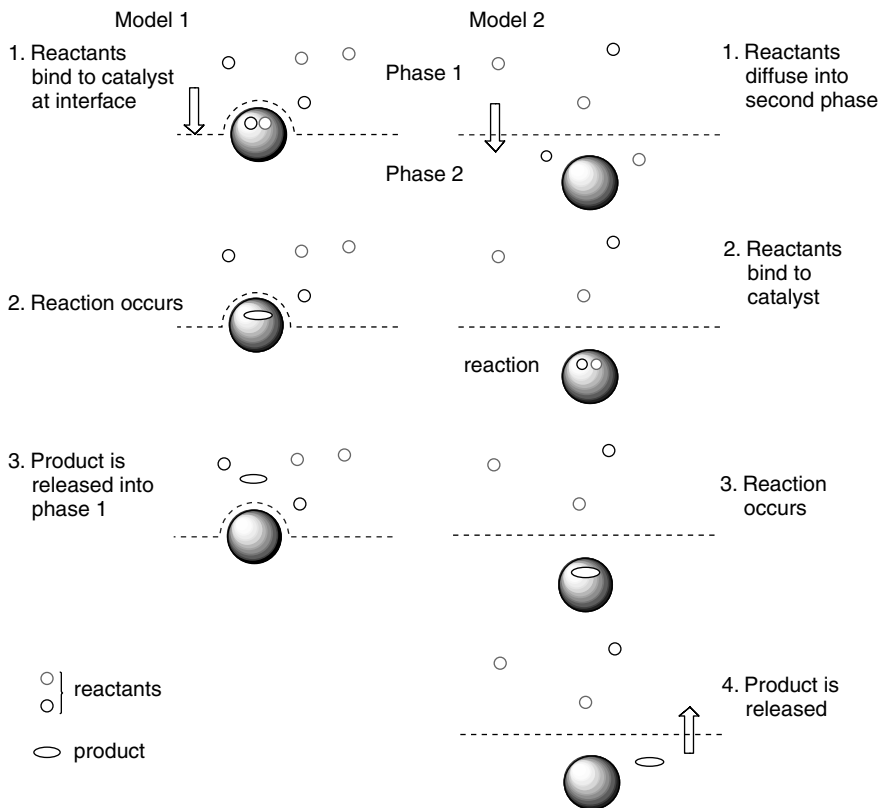 Model 1
1. Reactants
bind to catalyst
at interface
2. Reaction occurs
3. Product is
released into
phase 1
reactants
product
Model 2
Phase 1
Phase 2
1. Reactants
diffuse into
second phase
2. Reactants
bind to
catalyst
reaction
3. Reaction
occurs
4. Product is
released